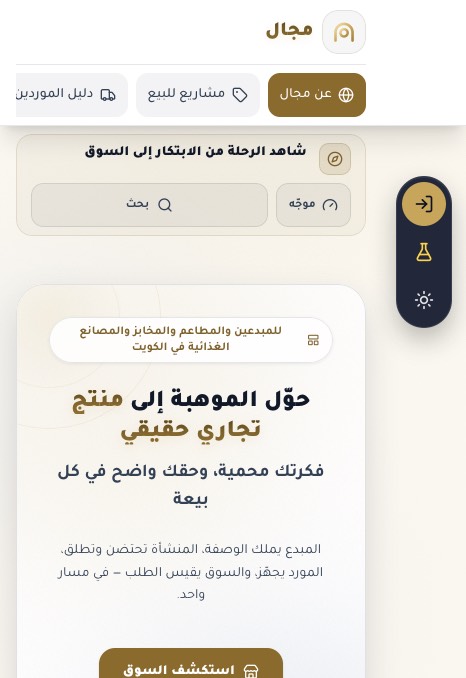 مجال
عن مجال
مشاريع للبيع
دليل الموردين
شاهد الرحلة من الابتكار إلى السوق
موجّه
بحث
للمبدعين والمطاعم والمخابز والمصانع
الغذائية في الكويت
حوّل الموهبة إلى منتج
تجاري حقيقي
فكرتك محمية، وحقك واضح في كل
بيعة
المبدع يملك الوصفة، المنشأة تحتضن وتطلق،
المورد يجهّز، والسوق يقيس الطلب — في مسار
واحد.
استكشف السوق